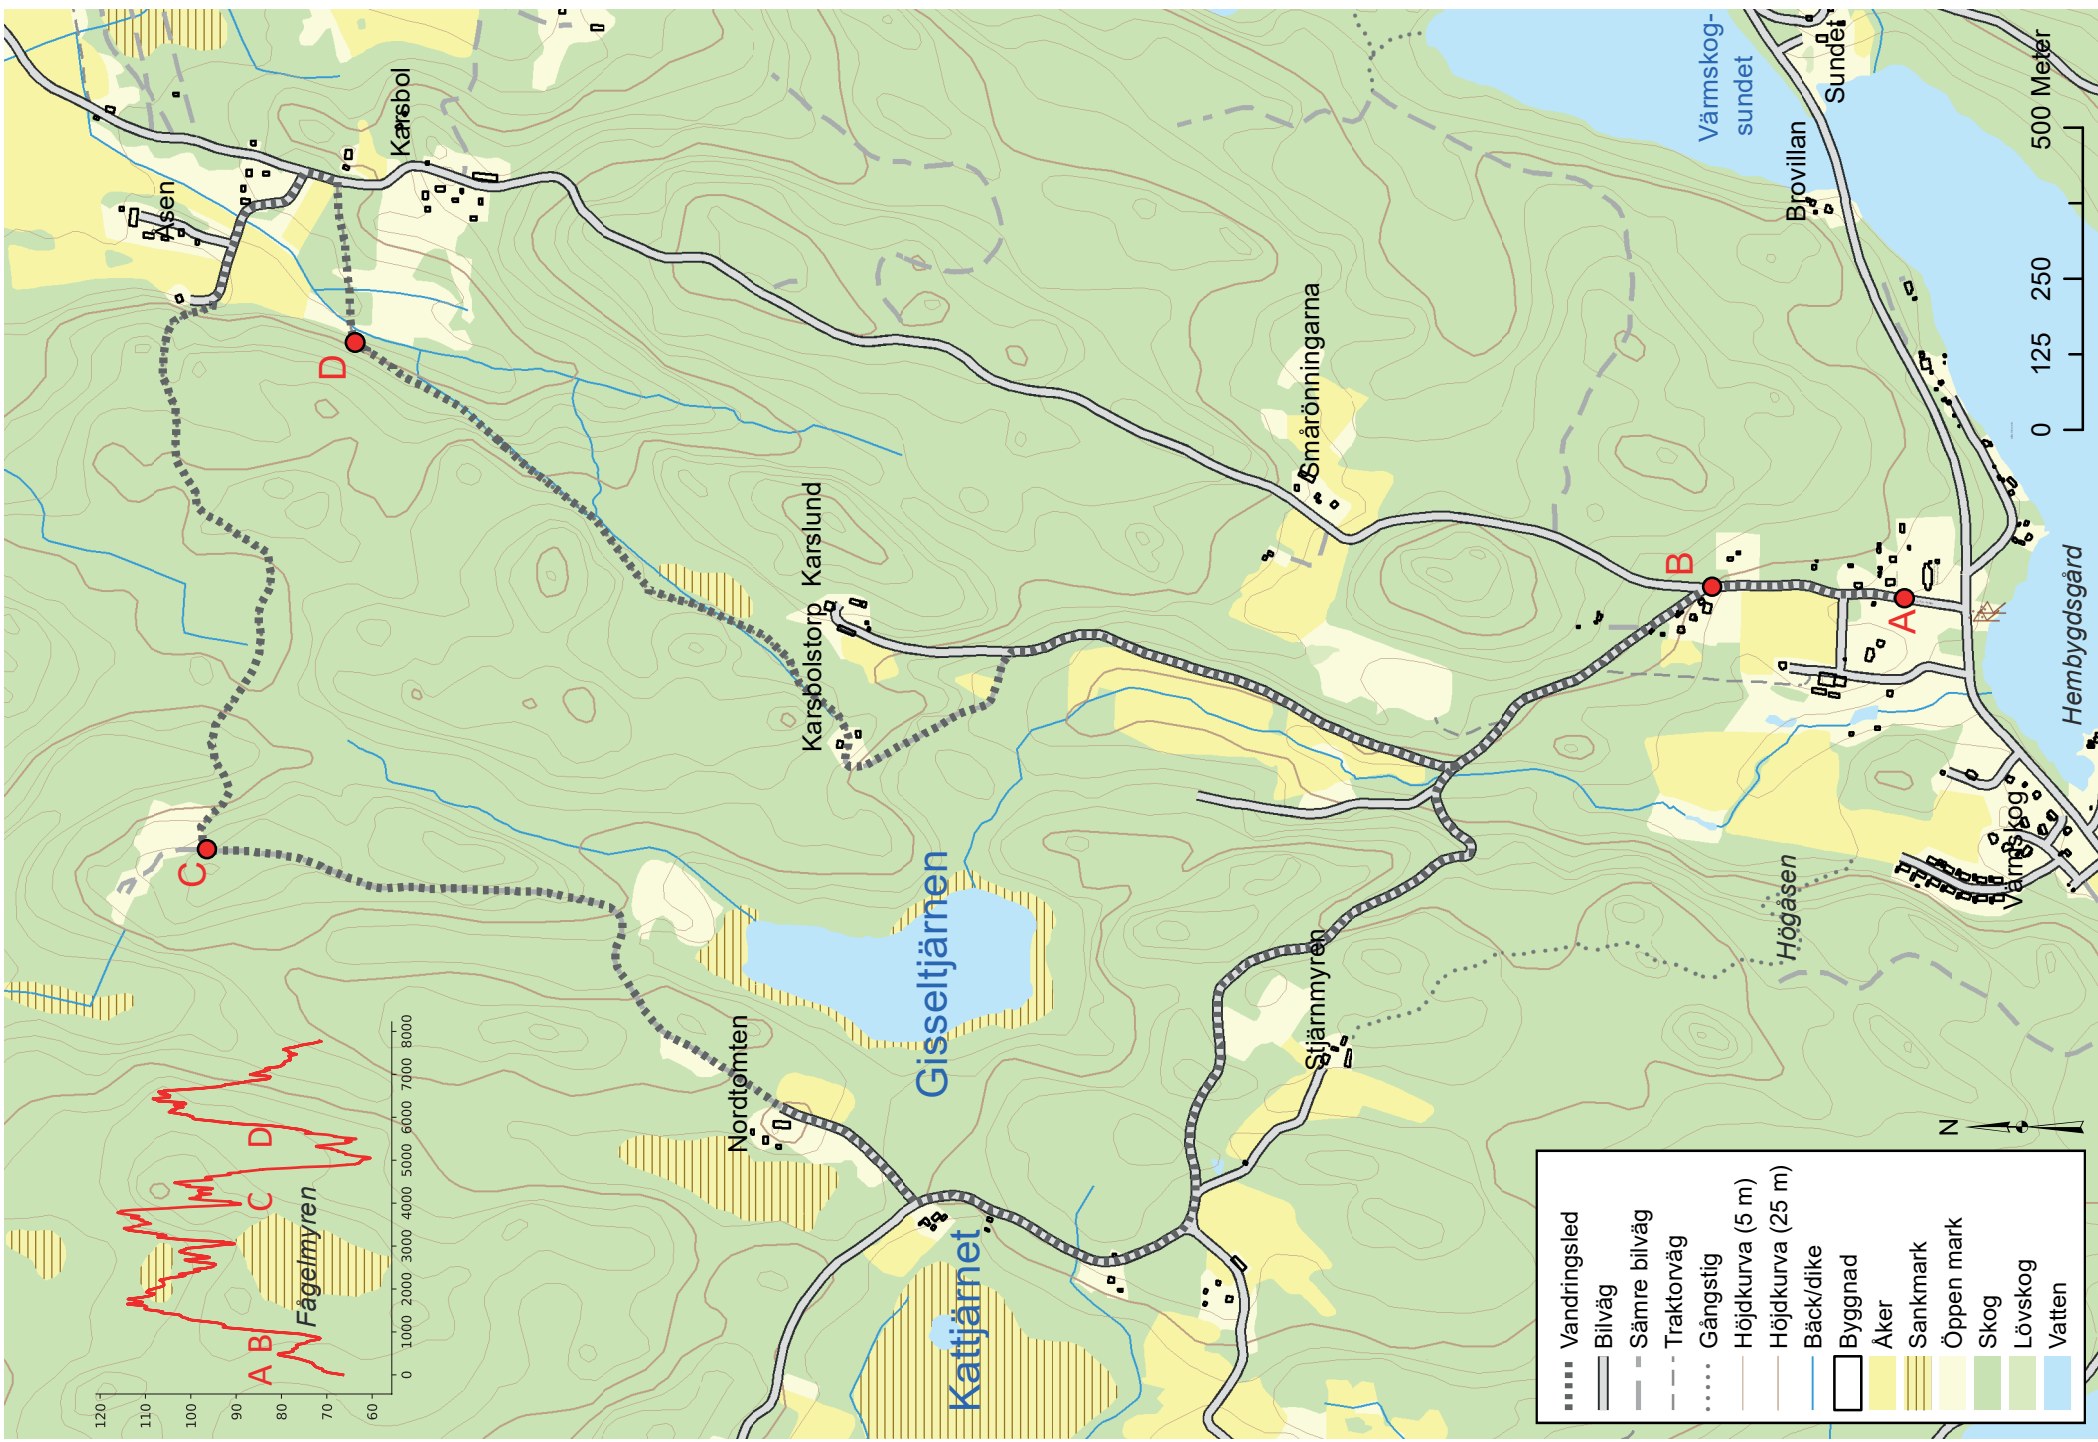 Fågelmyren
120
110
100
90
80
70
60
0
1000
2000
3000
4000
5000
6000
7000
8000
A
B
C
D
C
D
Åsen
Karsbol
Nordtomten
Karsbolstorp
Karslund
Gisseltjärnen
Kattjärnet
Smårönningarna
Stjärnmyren
B
A
Högåsen
Värmskog
Hembygdsgård
Brovillan
Värmskog-
sundet
Sundet
Vandringsled
Bilväg
Sämre bilväg
Traktorväg
Gångstig
Höjdkurva (5 m)
Höjdkurva (25 m)
Bäck/dike
Byggnad
Åker
Sankmark
Öppen mark
Skog
Lövskog
Vatten
N
0
125
250
500 Meter